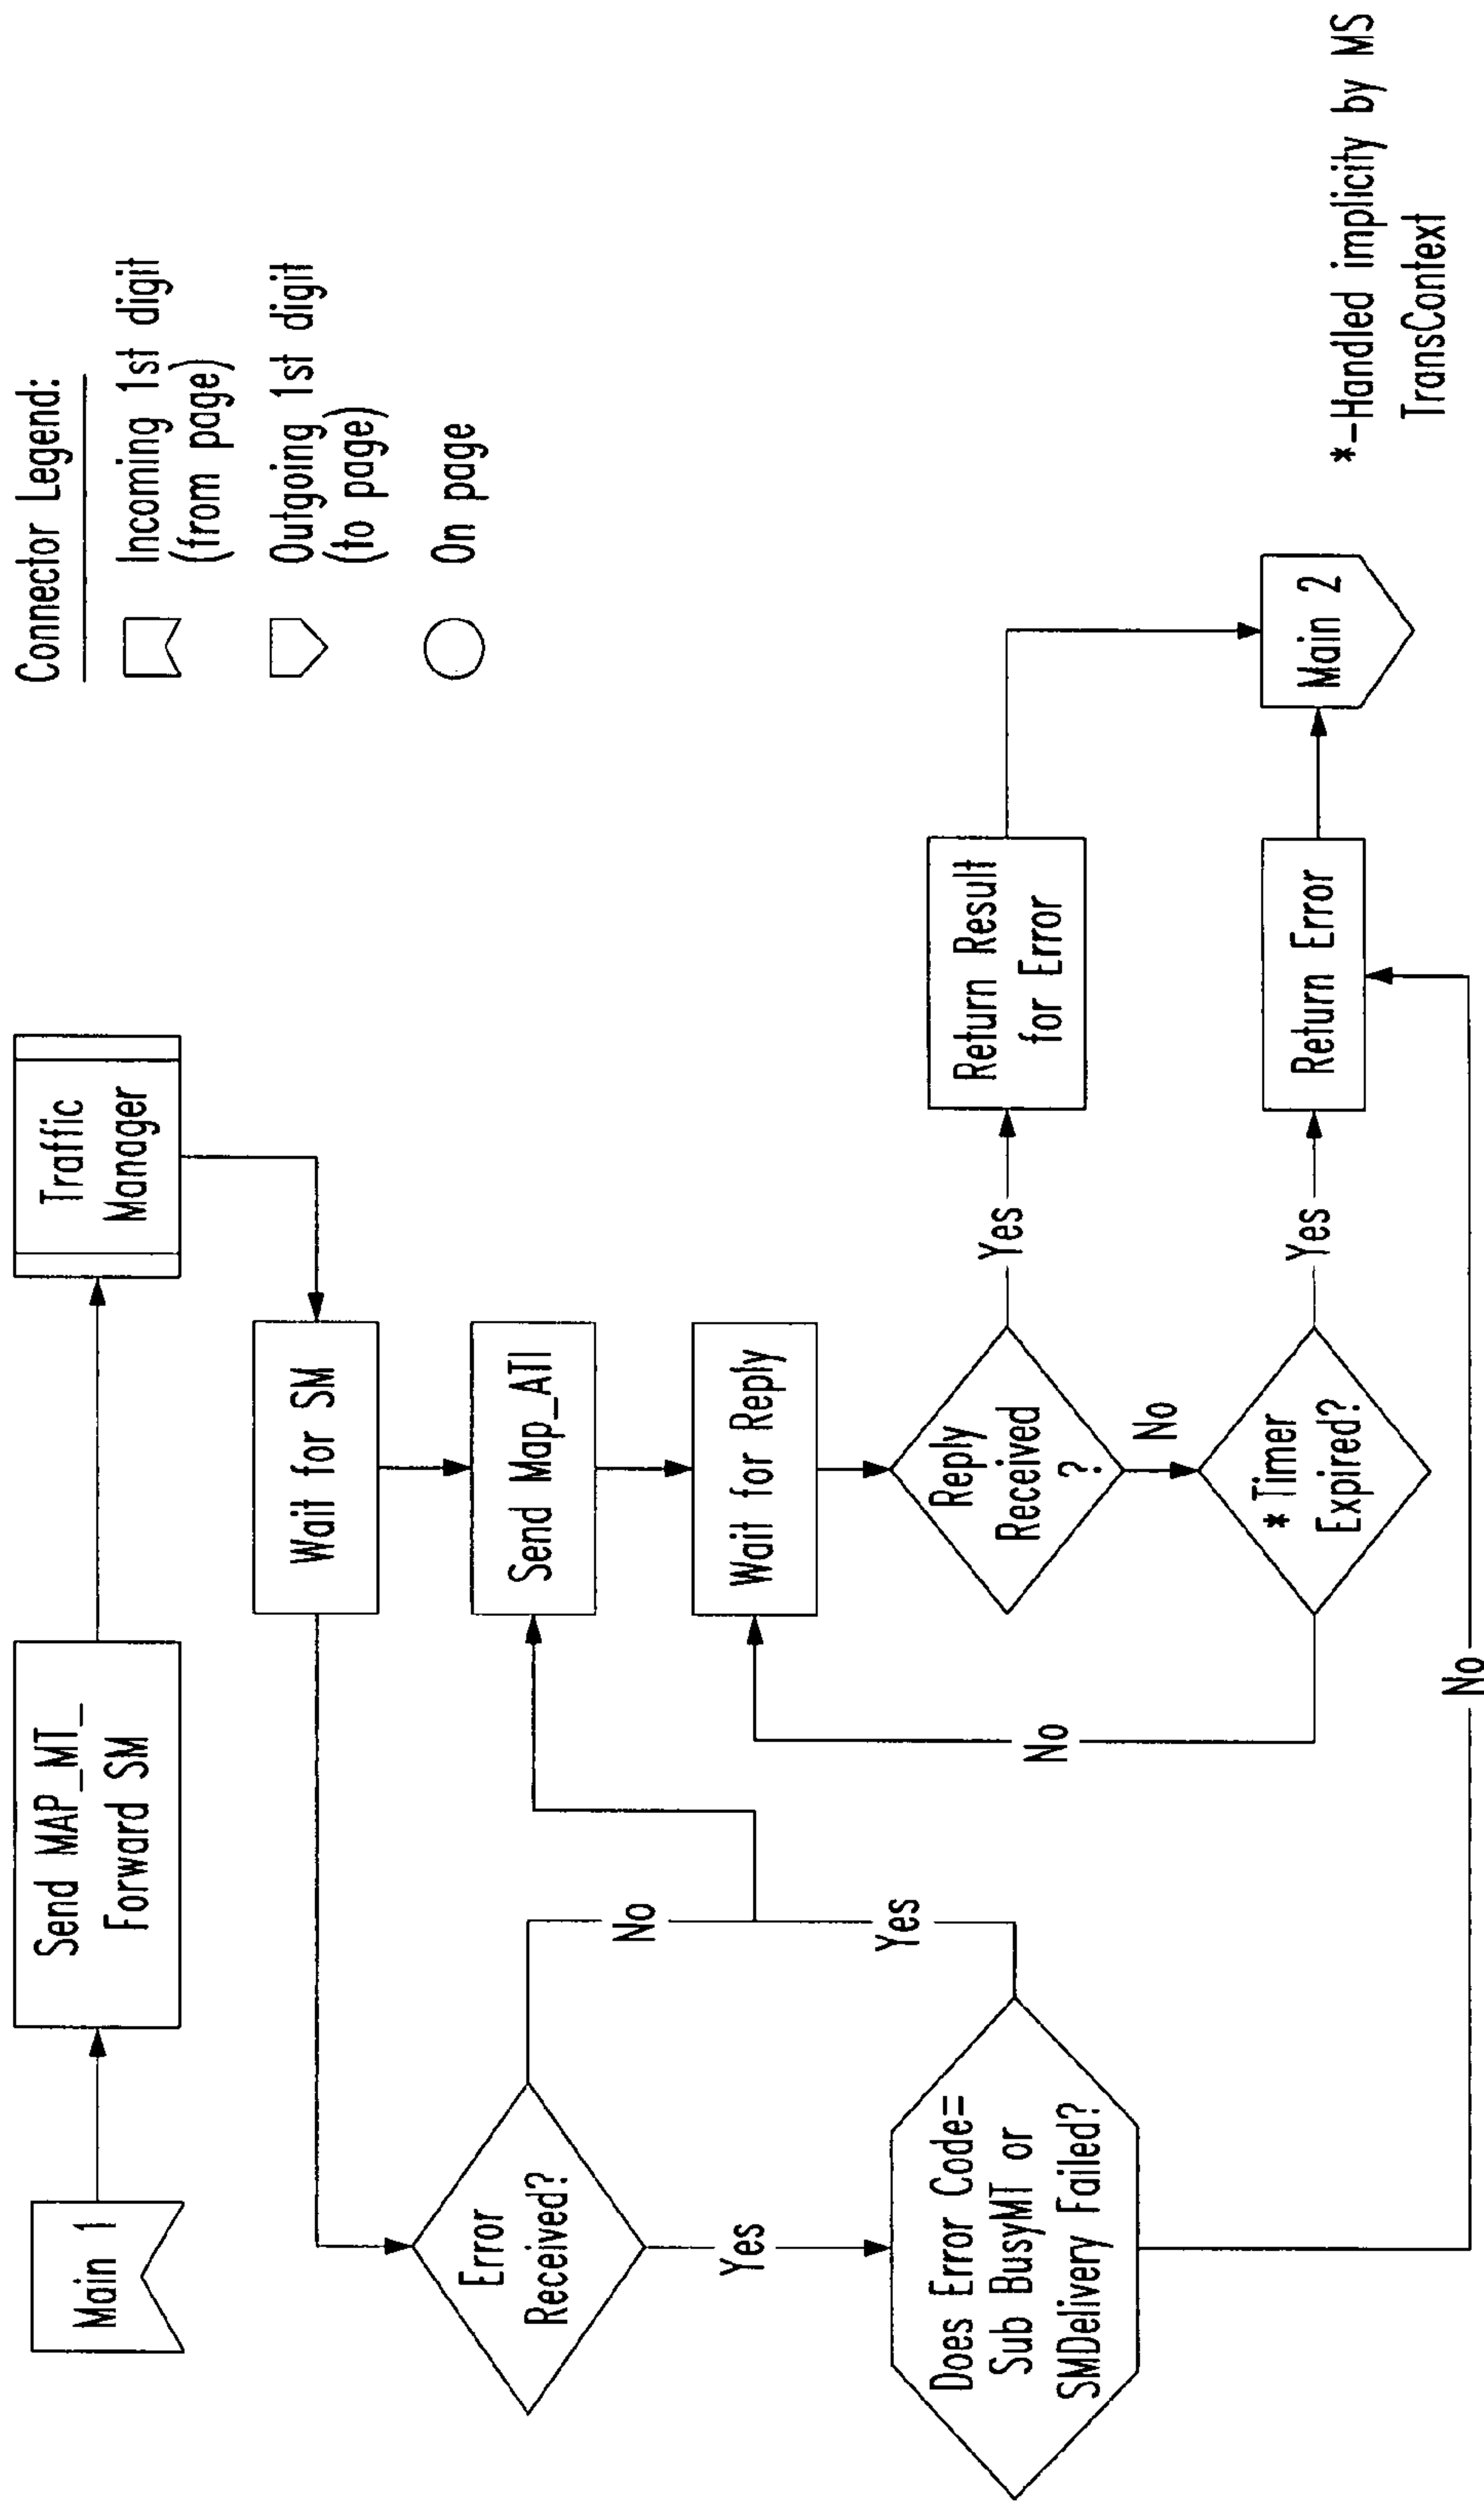 Connector Legend:
Incoming 1st digit
(from page)
Outgoing 1st digit
(to page)
On page
Main 1
Send MAP_MT_
Forward SM
Traffic
Manager
Wait for SM
Error
Received?
Send Map_ATI
No
Yes
Wait for Reply
Does Error Code=
Sub BusyMT or
SMDelivery Failed?
Yes
Reply
Received
?
Yes
Return Result
for Error
No
No
*Timer
Expired?
Yes
Return Error
Main 2
No
*-Handled implicity by MS
TransContext